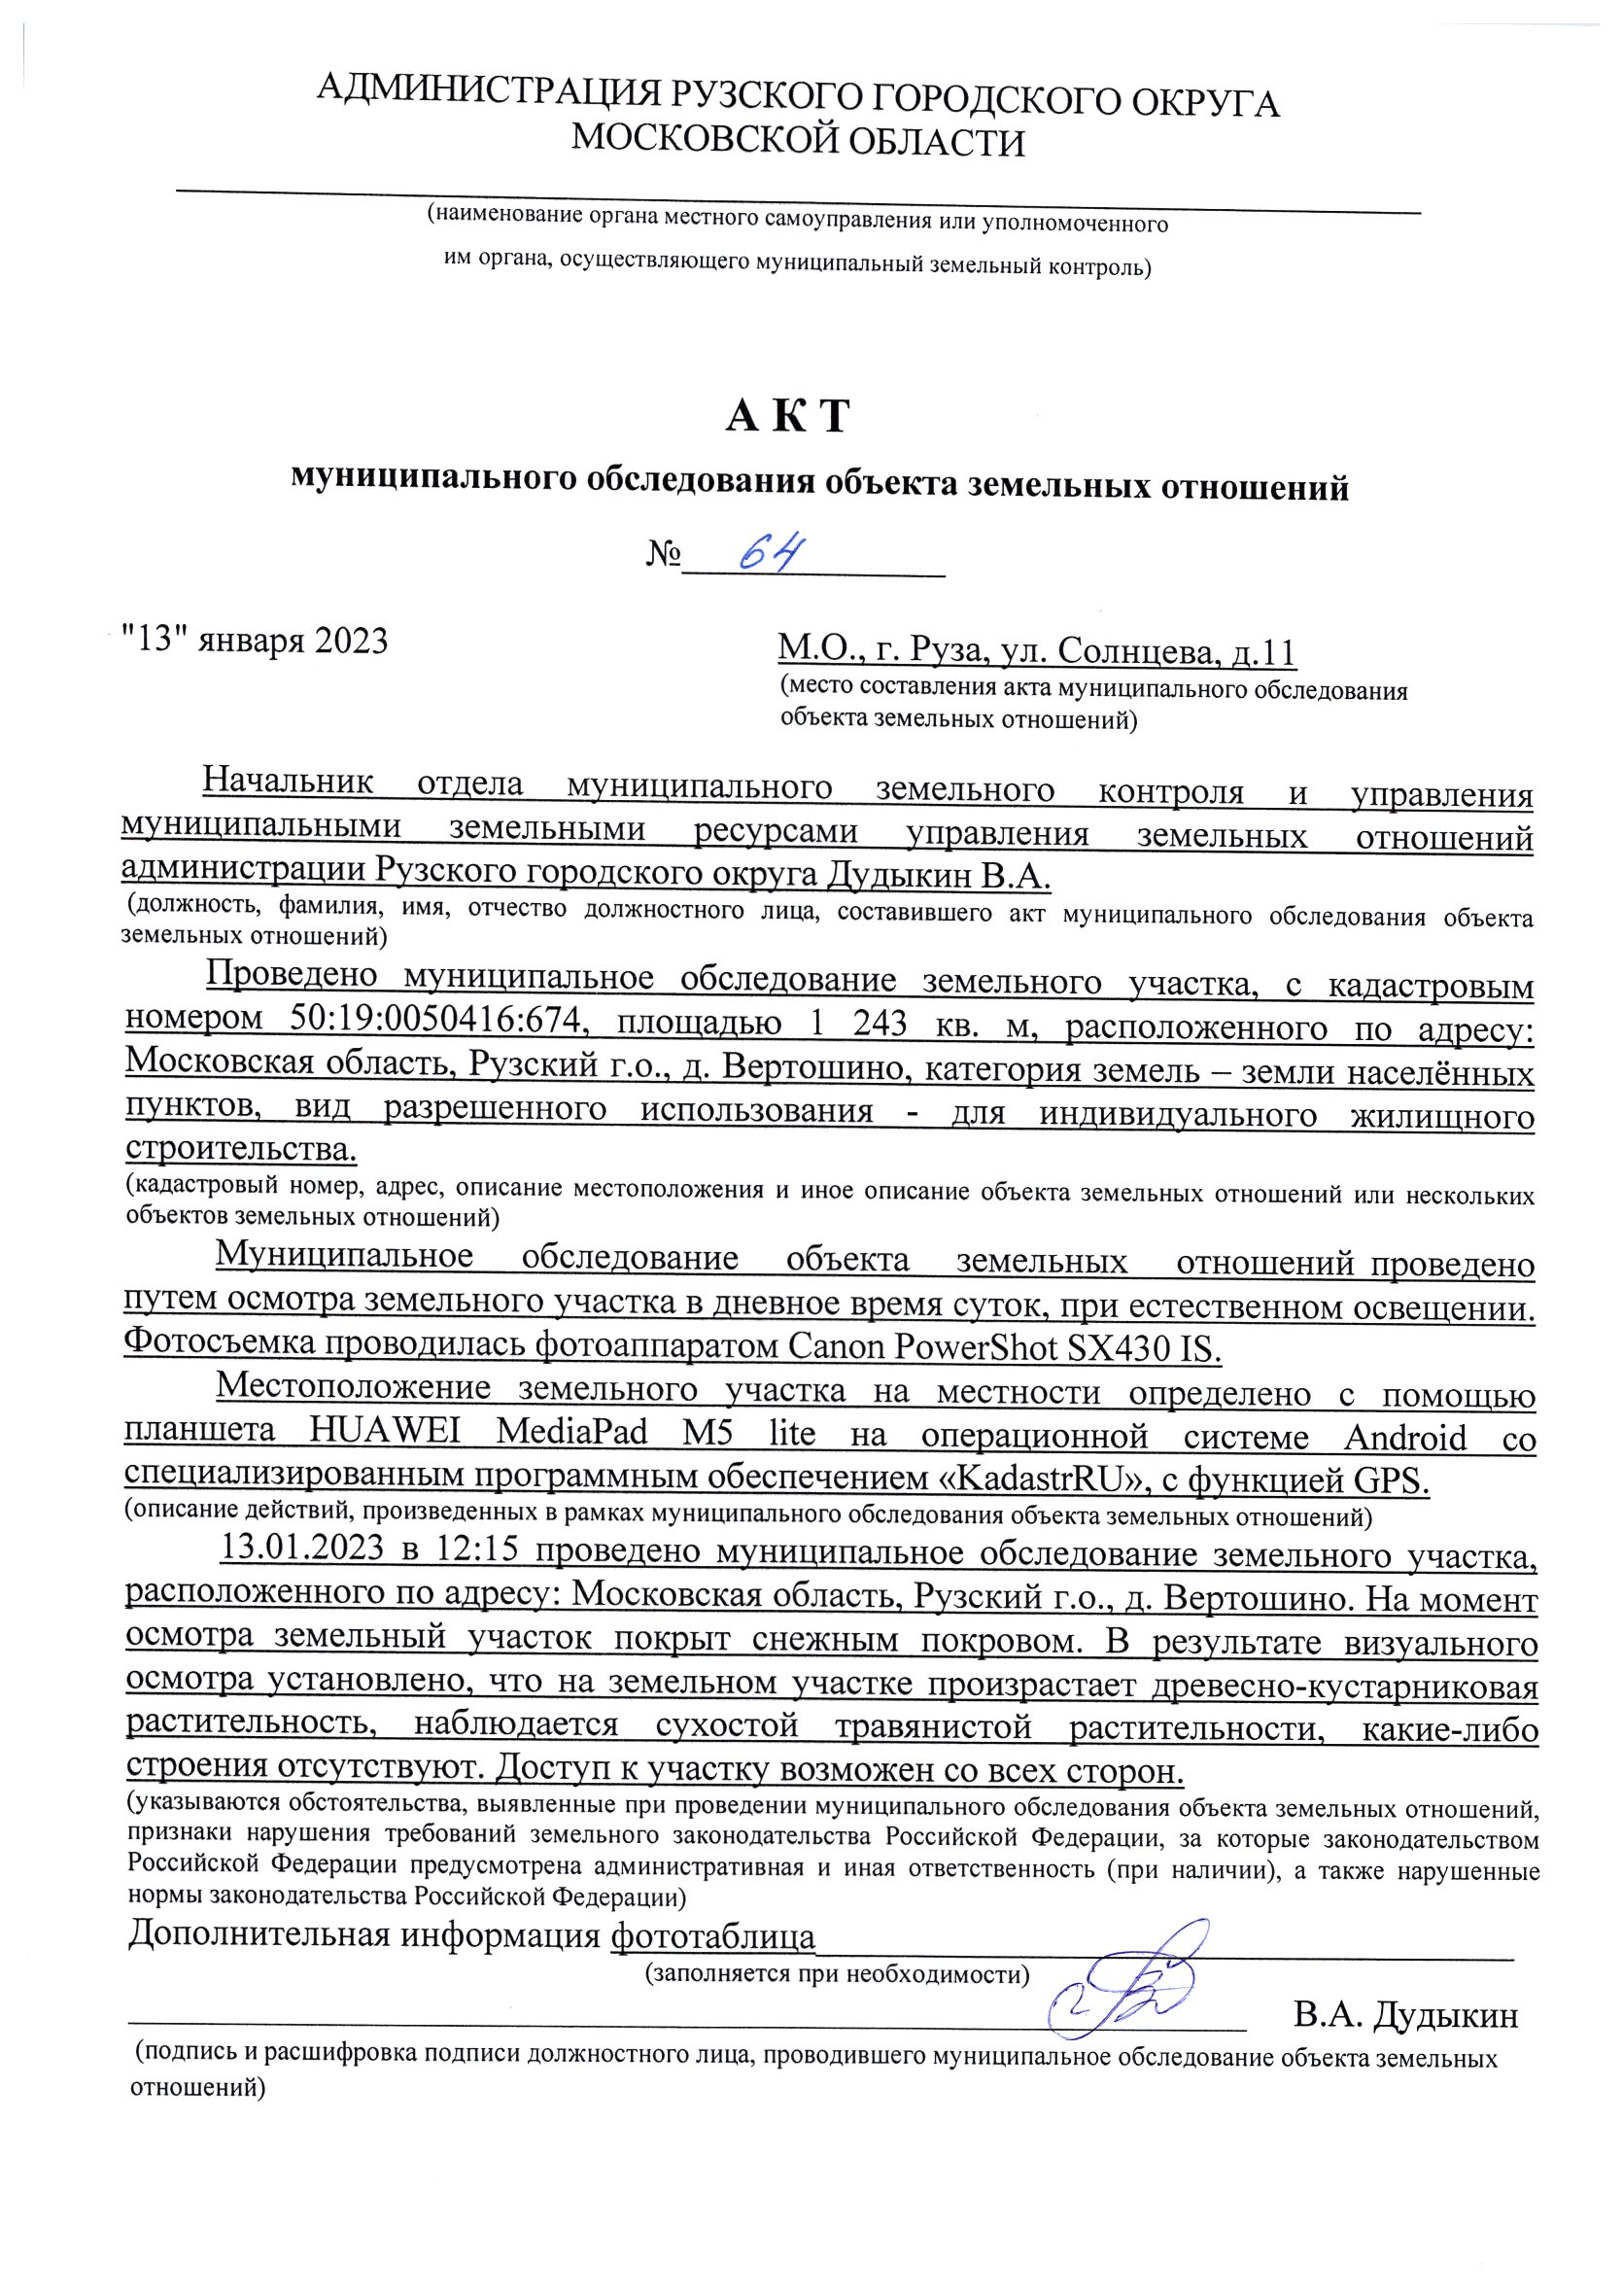 АДМИНИСТРАЦИЯ РУЗСКОГО ГОРОДСКОГО ОКРУГА
МОСКОВСКОЙ ОБЛАСТИ
(наименование органа местного самоуправления или уполномоченного
им органа, осуществляющего муниципальный земельный контроль)
А К Т
муниципального обследования объекта земельных отношений
№ 64
"13" января 2023
М.О., г. Руза, ул. Солнцева, д.11
(место составления акта муниципального обследования
объекта земельных отношений)
Начальник отдела муниципального земельного контроля и управления
муниципальными земельными ресурсами управления земельных отношений
администрации Рузского городского округа Дудыкин В.А.
(должность, фамилия, имя, отчество должностного лица, составившего акт муниципального обследования объекта
земельных отношений)
Проведено муниципальное обследование земельного участка, с кадастровым
номером 50:19:0050416:674, площадью 1 243 кв. м, расположенного по адресу:
Московская область, Рузский г.о., д. Вертошино, категория земель – земли населённых
пунктов, вид разрешенного использования - для индивидуального жилищного
строительства.
(кадастровый номер, адрес, описание местоположения и иное описание объекта земельных отношений или нескольких
объектов земельных отношений)
Муниципальное обследование объекта земельных отношений проведено
путем осмотра земельного участка в дневное время суток, при естественном освещении.
Фотосъемка проводилась фотоаппаратом Canon PowerShot SX430 IS.
Местоположение земельного участка на местности определено с помощью
планшета HUAWEI MediaPad M5 lite на операционной системе Android со
специализированным программным обеспечением «KadastrRU», с функцией GPS.
(описание действий, произведенных в рамках муниципального обследования объекта земельных отношений)
13.01.2023 в 12:15 проведено муниципальное обследование земельного участка,
расположенного по адресу: Московская область, Рузский г.о., д. Вертошино. На момент
осмотра земельный участок покрыт снежным покровом. В результате визуального
осмотра установлено, что на земельном участке произрастает древесно-кустарниковая
растительность, наблюдается сухостой травянистой растительности, какие-либо
строения отсутствуют. Доступ к участку возможен со всех сторон.
(указываются обстоятельства, выявленные при проведении муниципального обследования объекта земельных отношений,
признаки нарушения требований земельного законодательства Российской Федерации, за которые законодательством
Российской Федерации предусмотрена административная и иная ответственность (при наличии), а также нарушенные
нормы законодательства Российской Федерации)
Дополнительная информация фототаблица
(заполняется при необходимости)
В.А. Дудыкин
(подпись и расшифровка подписи должностного лица, проводившего муниципальное обследование объекта земельных
отношений)